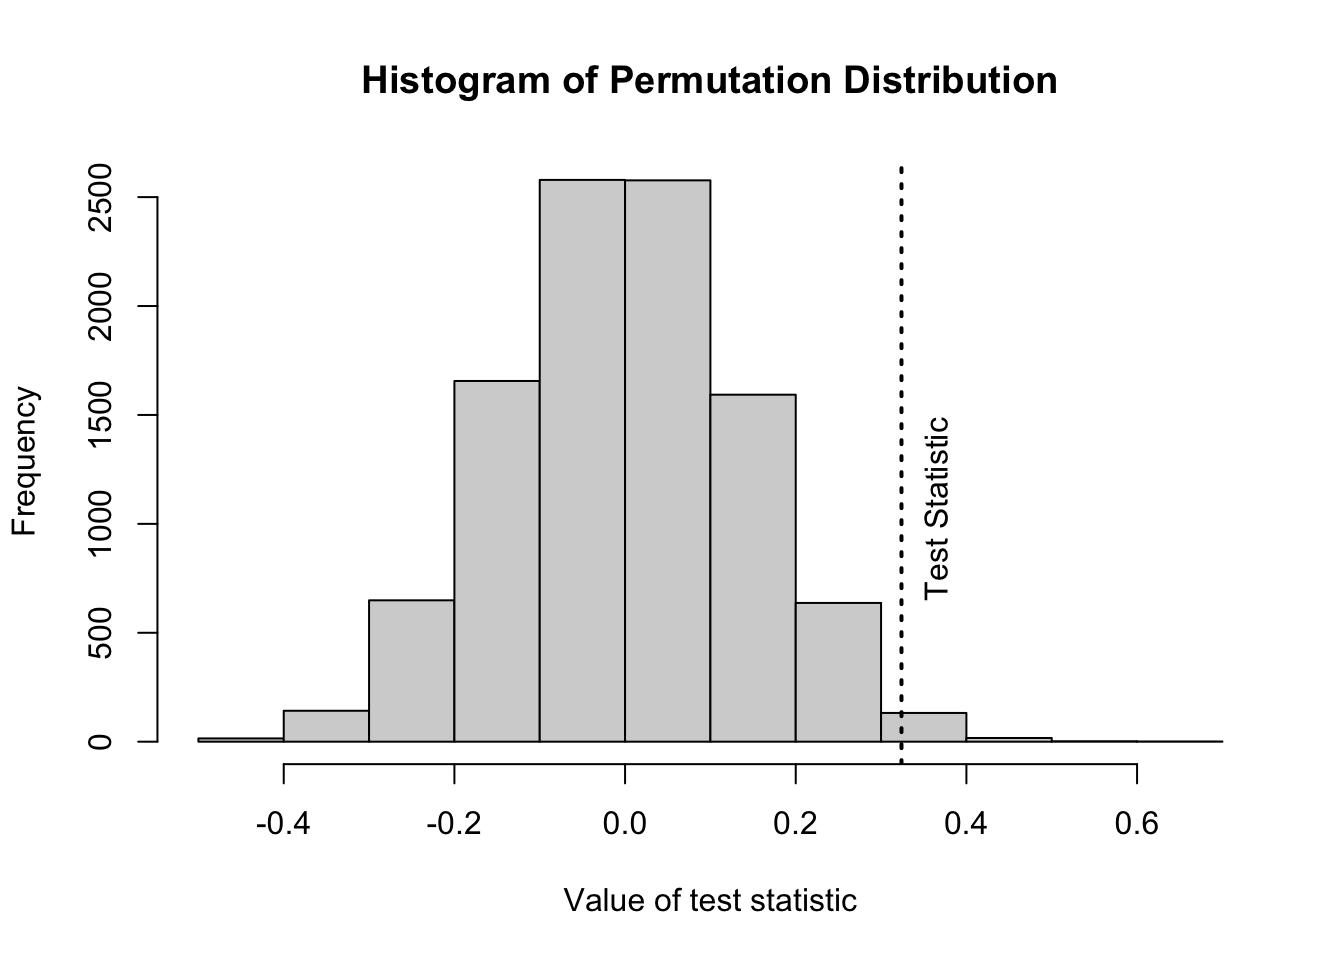 Histogram of Permutation Distribution
Frequency
2500
2000
1500
1000
500
0
Test Statistic
-0.4 -0.2 0.0 0.2 0.4 0.6
Value of test statistic